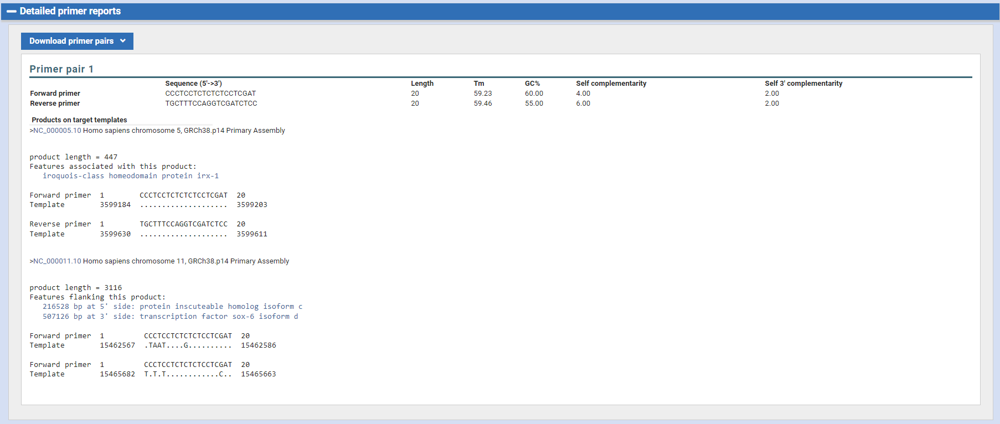 Detailed primer reports
Download primer pairs
Primer pair 1
Sequence (5'->3') Length Tm GC% Self complementarity Self 3' complementarity
Forward primer CCCTCCTCTCTCTCCTCGAT 20 59.23 60.00 4.00 2.00
Reverse primer TGCTTTCCAGGTCGATCTCC 20 59.46 55.00 6.00 2.00
Products on target templates
>NC_000005.10 Homo sapiens chromosome 5, GRCh38.p14 Primary Assembly
product length = 447
Features associated with this product:
iroquois-class homeodomain protein irx-1
Forward primer 1 CCCTCCTCTCTCTCCTCGAT 20
Template 3599184 .................... 3599203
Reverse primer 1 TGCTTTCCAGGTCGATCTCC 20
Template 3599630 .................... 3599611
>NC_000011.10 Homo sapiens chromosome 11, GRCh38.p14 Primary Assembly
product length = 3116
Features flanking this product:
216528 bp at 5' side: protein inscuteable homolog isoform c
507126 bp at 3' side: transcription factor sox-6 isoform d
Forward primer 1 CCCTCCTCTCTCTCCTCGAT 20
Template 15462567 .TAAT....G.......... 15462586
Forward primer 1 CCCTCCTCTCTCTCCTCGAT 20
Template 15465682 T.T.T............C.. 15465663